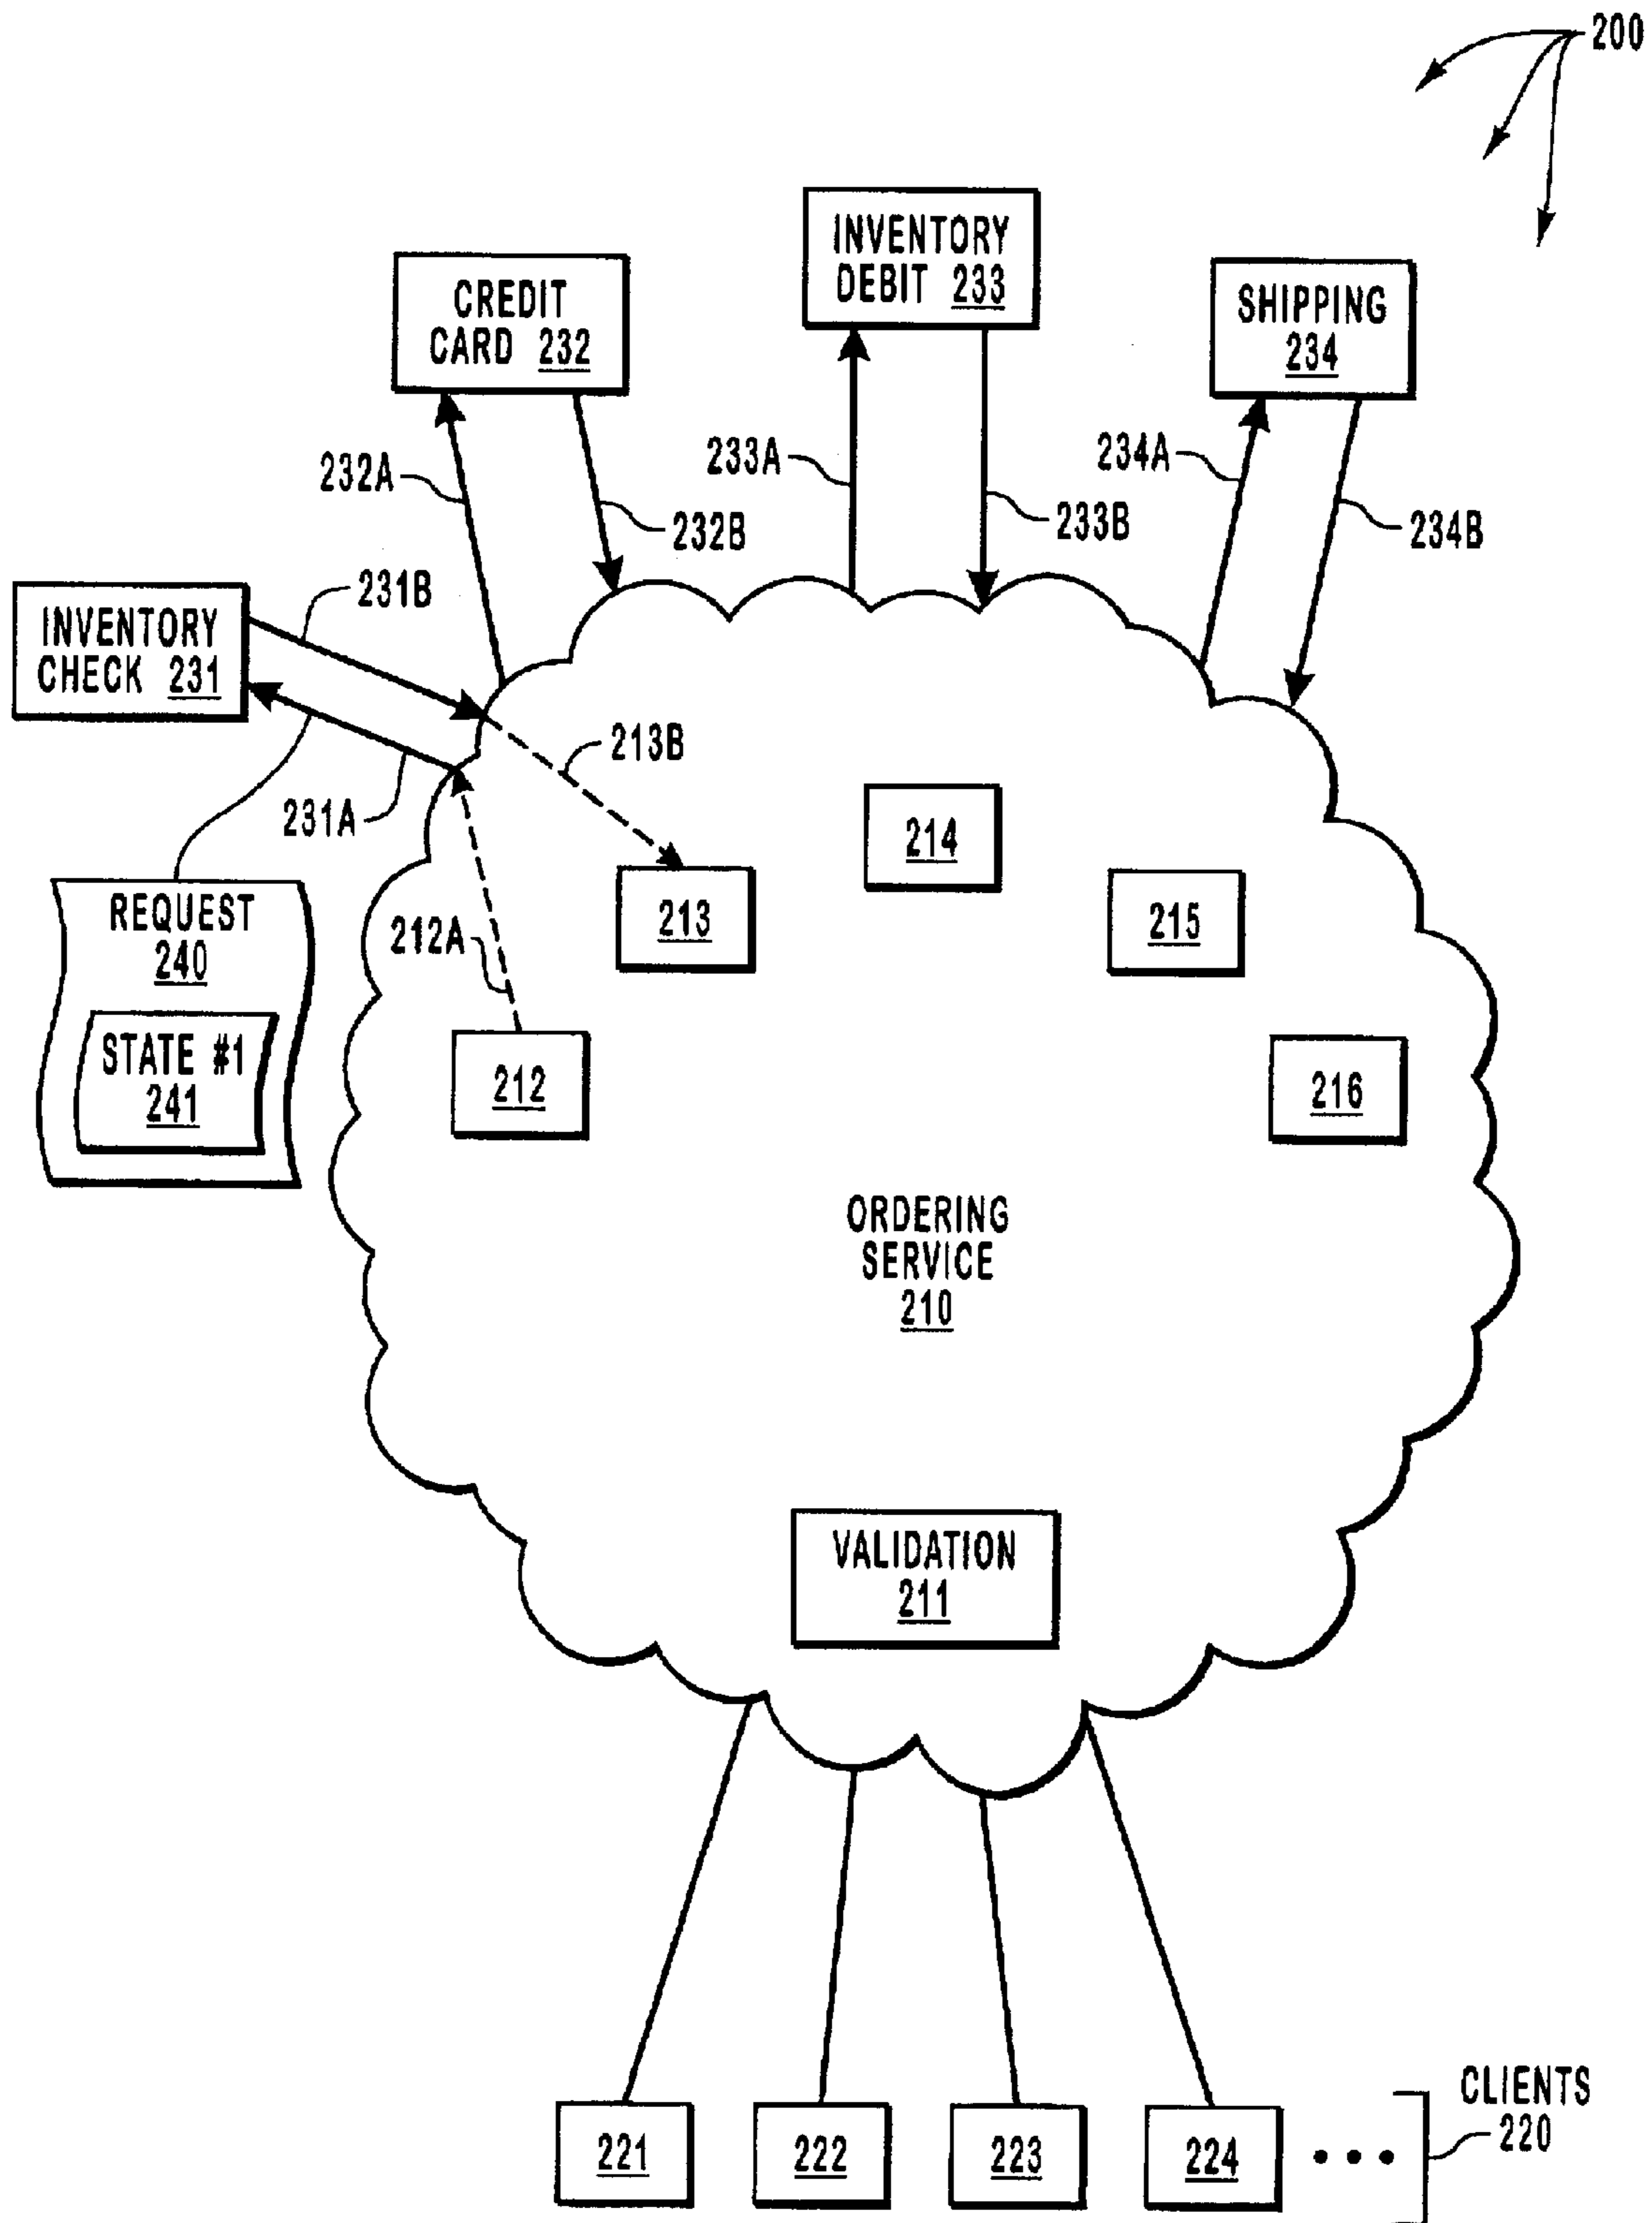 200
INVENTORY
DEBIT 233
CREDIT
CARD 232
SHIPPING
234
232A
232B
233A
233B
234A
234B
231B
INVENTORY
CHECK 231
231A
213B
REQUEST
240
STATE #1
241
212A
214
213
215
212
216
ORDERING
SERVICE
210
VALIDATION
211
221
222
223
224
CLIENTS
220